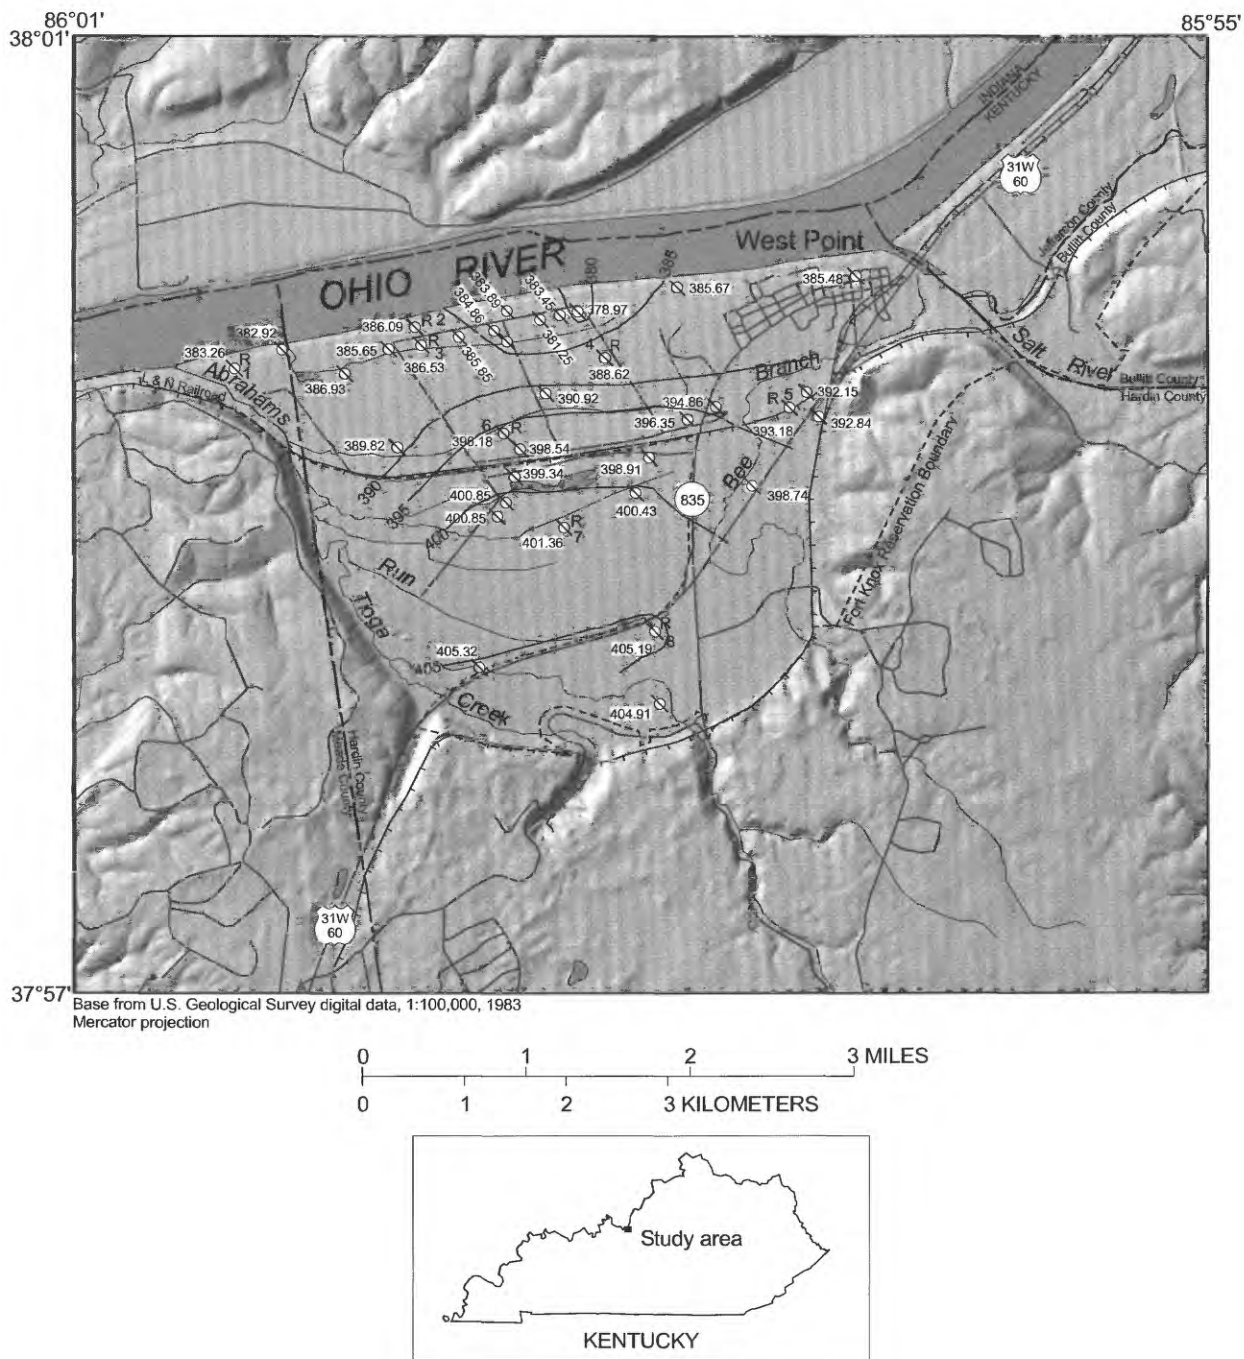 86°01'
85°55'
38°01'
INDIANA
KENTUCKY
31W
60
Jefferson County
Bullitt County
West Point
OHIO RIVER
380
385
385.67
385.48
383.89
383.45
384.86
378.97
381.25
386.09
R 2
382.92
383.26
R
1
385.65
R
3
386.53
385.85
4
R
388.62
386.93
Abrahams
L & N Railroad
Branch
Salt River
Bullitt County
Hardin County
390.92
394.86
R 5
392.15
396.35
393.18
392.84
6
R
398.18
398.54
389.82
399.34
398.91
Bee
390
395
400
400.85
400.85
400.43
835
398.74
401.36
R
7
Fort Knox Reservation Boundary
Run
Tioga
Creek
405
405.32
405.19
R
8
404.91
Hardin County
Meade County
31W
60
37°57'
Base from U.S. Geological Survey digital data, 1:100,000, 1983
Mercator projection
0 1 2 3 MILES
0 1 2 3 KILOMETERS
Study area
KENTUCKY